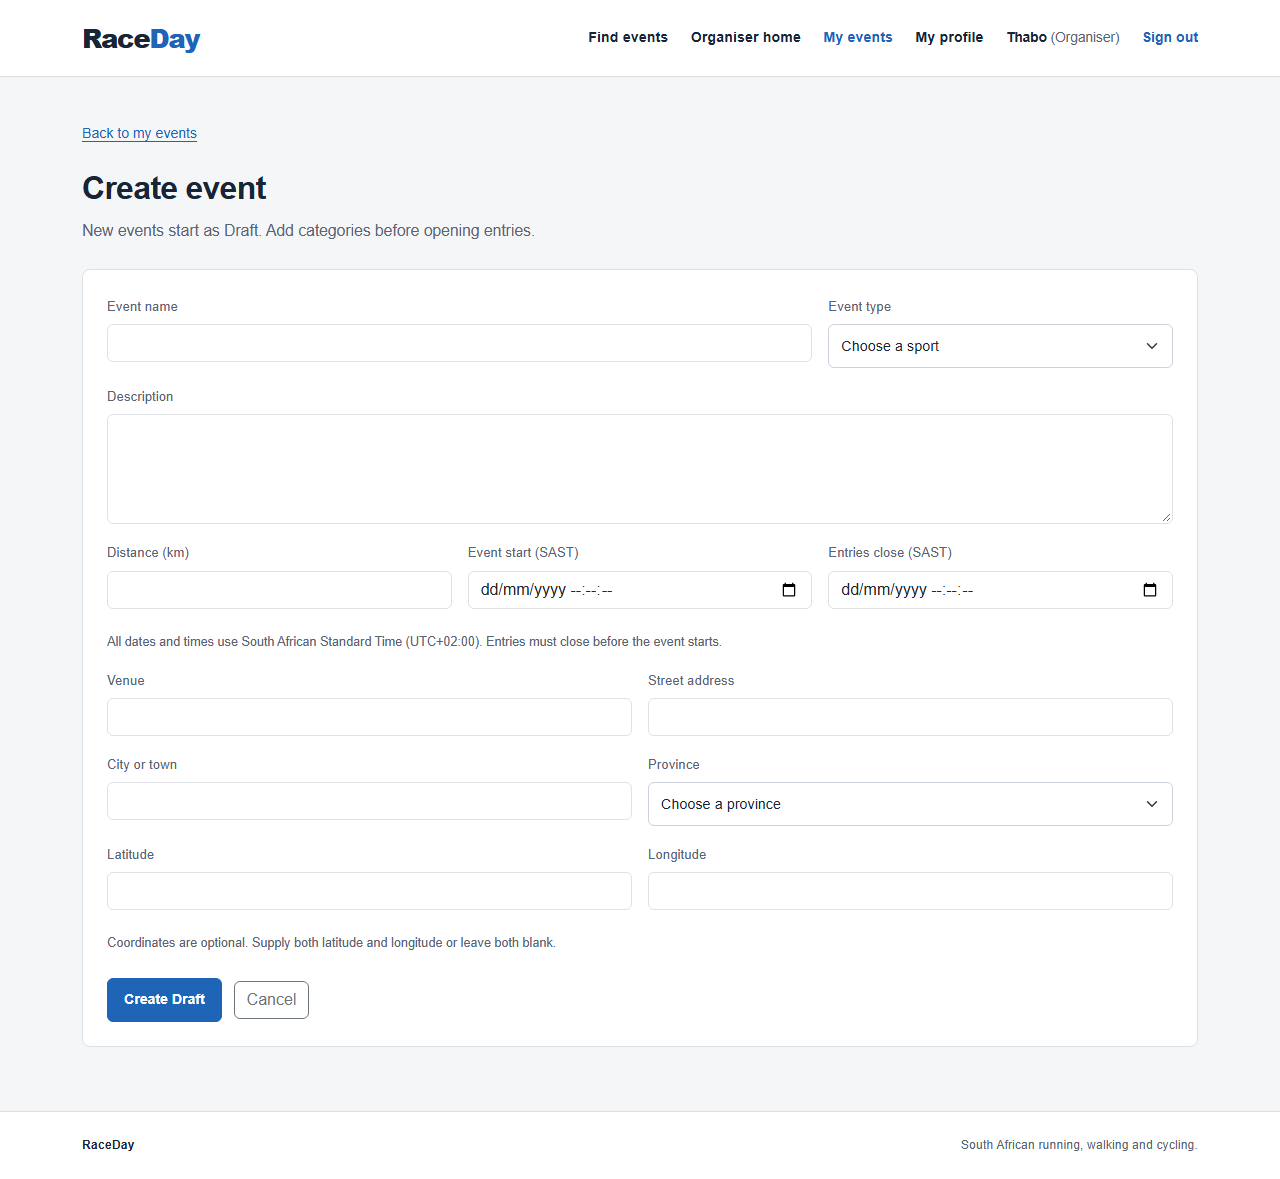 RaceDay
Find events Organiser home My events My profile Thabo (Organiser) Sign out
Back to my events
Create event
New events start as Draft. Add categories before opening entries.
Event name Event type
Choose a sport
Description
Distance (km) Event start (SAST) Entries close (SAST)
dd/mm/yyyy --:--:-- dd/mm/yyyy --:--:--
All dates and times use South African Standard Time (UTC+02:00). Entries must close before the event starts.
Venue Street address
City or town Province
Choose a province
Latitude Longitude
Coordinates are optional. Supply both latitude and longitude or leave both blank.
Create Draft Cancel
RaceDay South African running, walking and cycling.